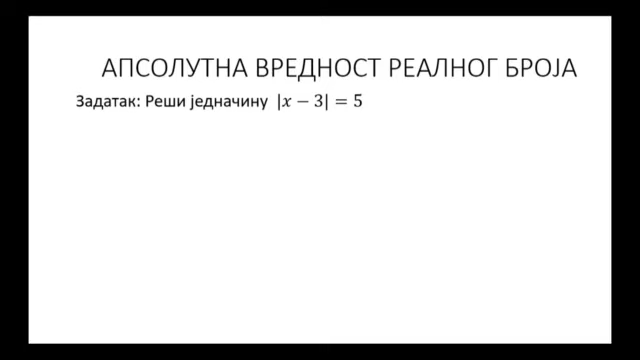 АПСОЛУТНА ВРЕДНОСТ РЕАЛНОГ БРОЈА
Задатак: Реши једначину |x − 3| = 5